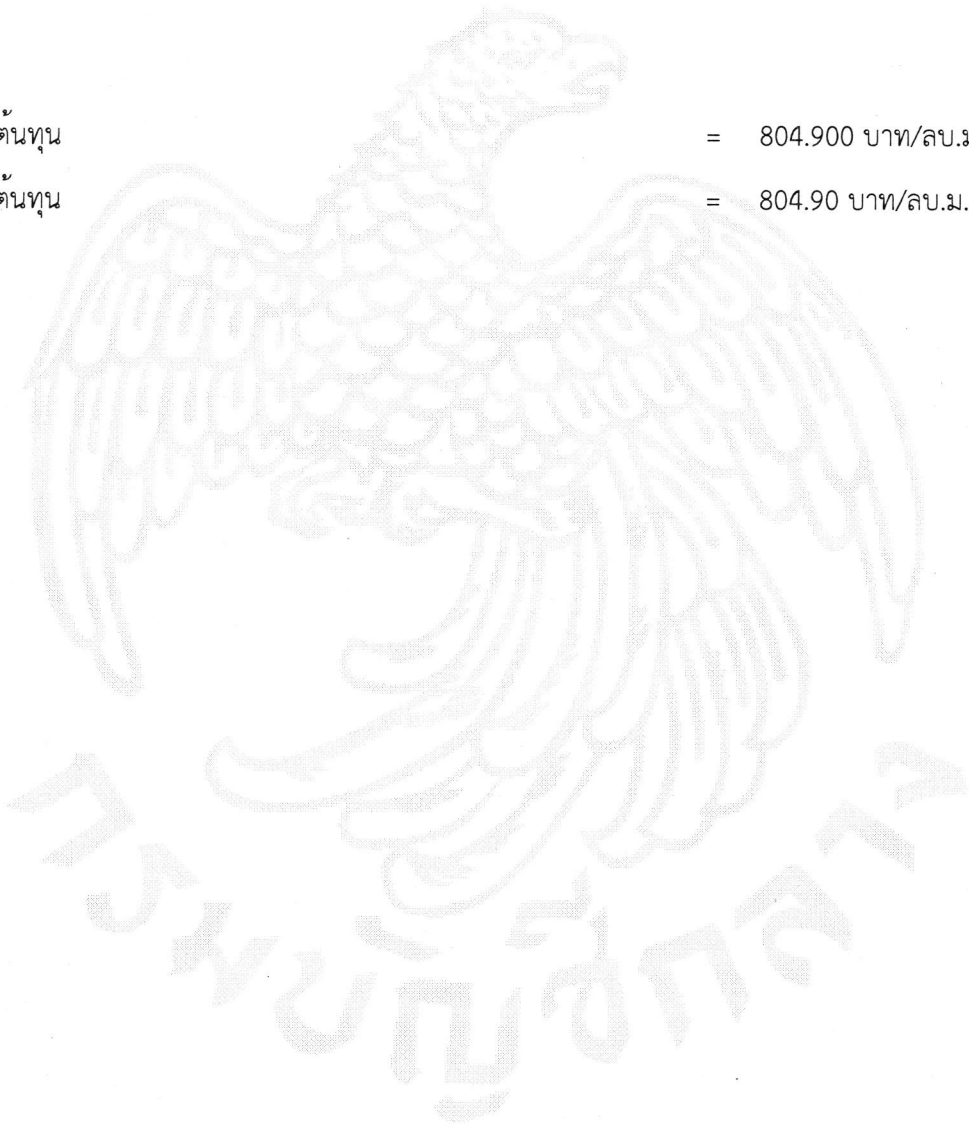 ต้นทุน = 804.900 บาท/ลบ.ม
ต้นทุน = 804.90 บาท/ลบ.ม.
กรมบัญชีกลาง